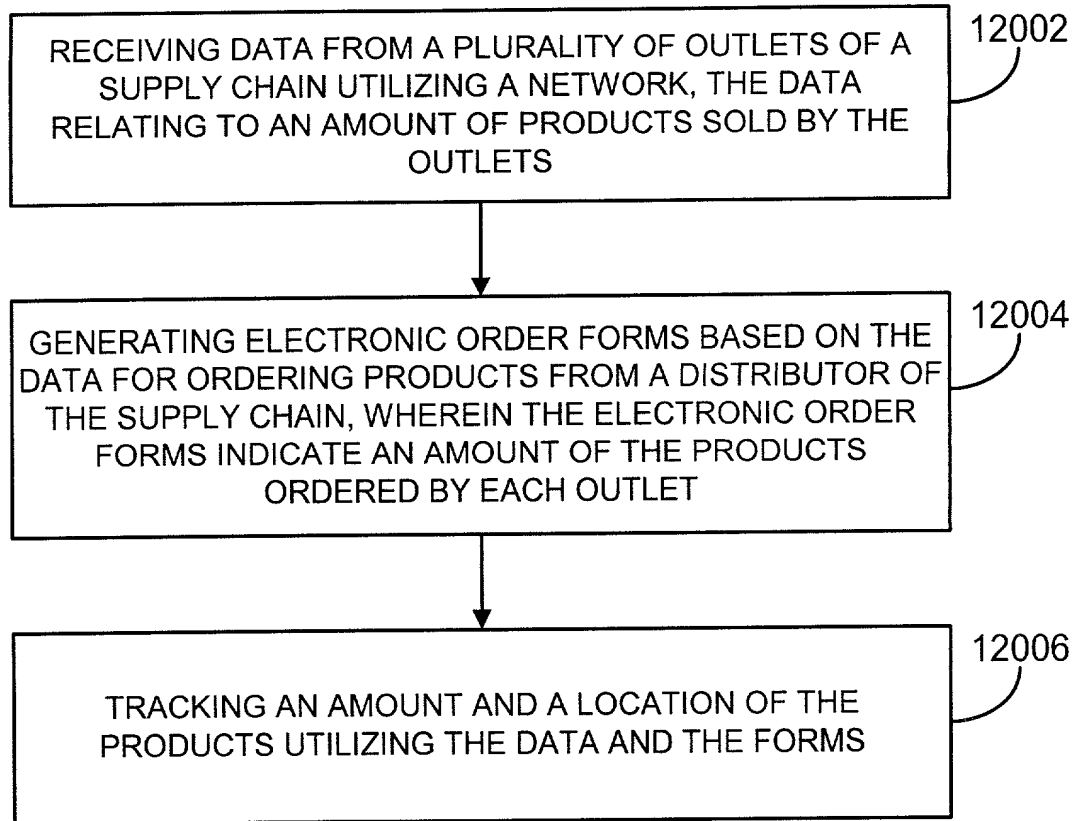 12002
RECEIVING DATA FROM A PLURALITY OF OUTLETS OF A
SUPPLY CHAIN UTILIZING A NETWORK, THE DATA
RELATING TO AN AMOUNT OF PRODUCTS SOLD BY THE
OUTLETS
12004
GENERATING ELECTRONIC ORDER FORMS BASED ON THE
DATA FOR ORDERING PRODUCTS FROM A DISTRIBUTOR OF
THE SUPPLY CHAIN, WHEREIN THE ELECTRONIC ORDER
FORMS INDICATE AN AMOUNT OF THE PRODUCTS
ORDERED BY EACH OUTLET
12006
TRACKING AN AMOUNT AND A LOCATION OF THE
PRODUCTS UTILIZING THE DATA AND THE FORMS